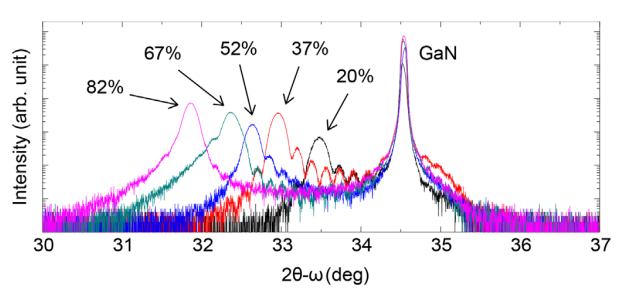 52%
37%
67%
GaN
82%
20%
Intensity (arb. unit)
30 31 32 33 34 35 36 37
2θ-ω(deg)